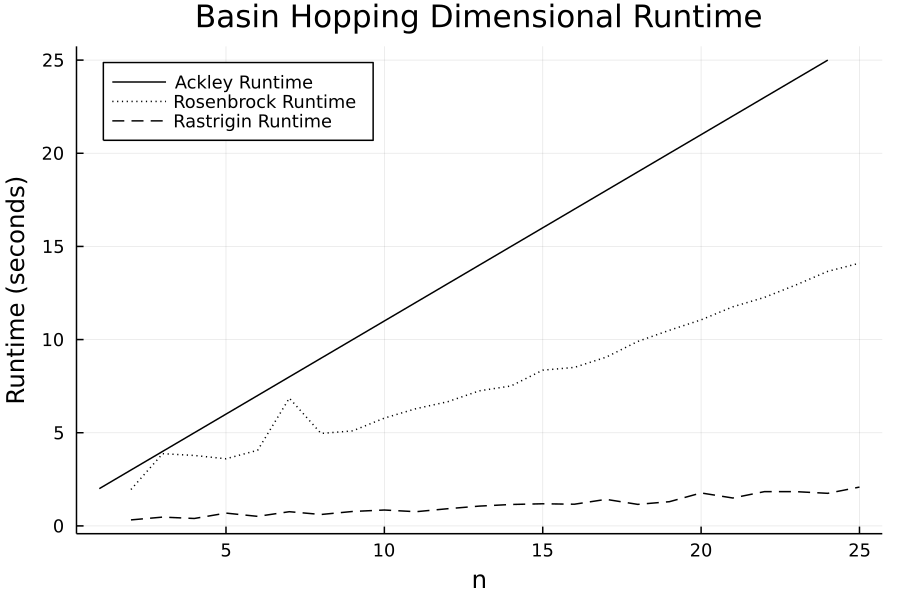 Basin Hopping Dimensional Runtime
Ackley Runtime
Rosenbrock Runtime
Rastrigin Runtime
Runtime (seconds)
25
20
15
10
5
0
5 10 15 20 25
n